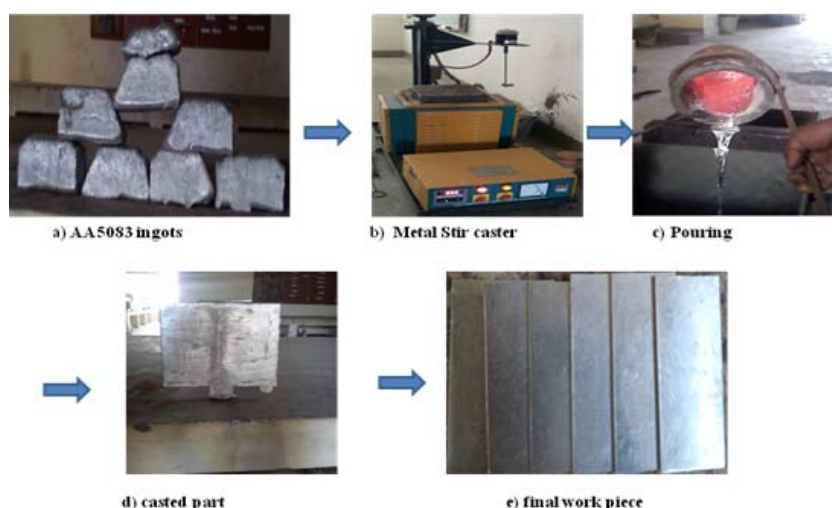 a) AA5083 ingots
b) Metal Stir caster
c) Pouring
d) casted part
e) final work piece